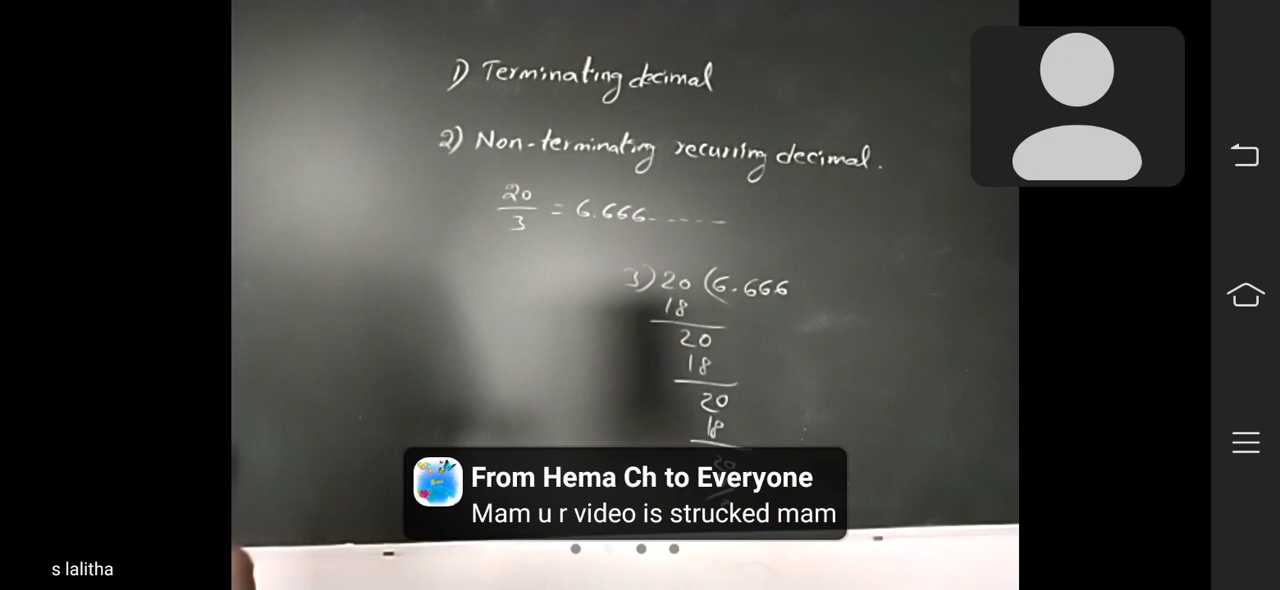 1) Terminating decimal
2) Non-terminating recurring decimal.
20
3
= 6.666------
3) 20 (6.666
18
20
18
20
18
20
From Hema Ch to Everyone
Mam u r video is strucked mam
s lalitha